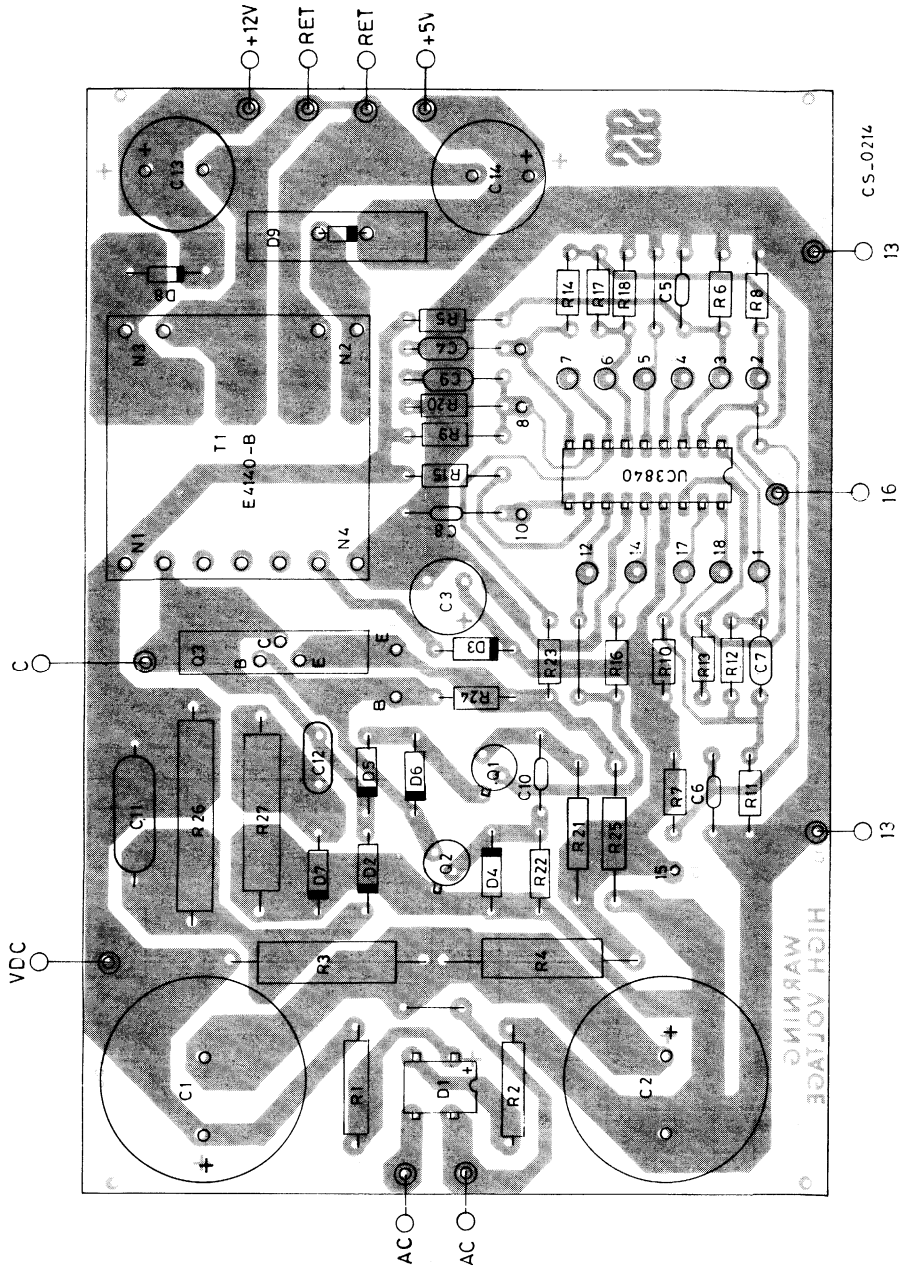 +12V
RET
RET
+5V
C13
C14
CS_0214
D9
D8
13
R14
R17
R18
C5
R6
R8
R5
C4
C9
R20
R9
R15
C8
N3
N2
T1
E4140-B
N1
N4
7
6
5
4
3
2
8
UC3840
16
10
12
14
17
18
1
C3
C
Q3
B
C
E
E
B
D3
R24
R23
R16
R10
R13
R12
C7
C11
R26
R27
C12
D5
D6
Q1
C10
R21
R25
R7
C6
R11
D7
D2
Q2
D4
R22
15
13
VDC
R3
R4
HIGH VOLTAGE
WARNING
C1
R1
D1
R2
C2
AC
AC